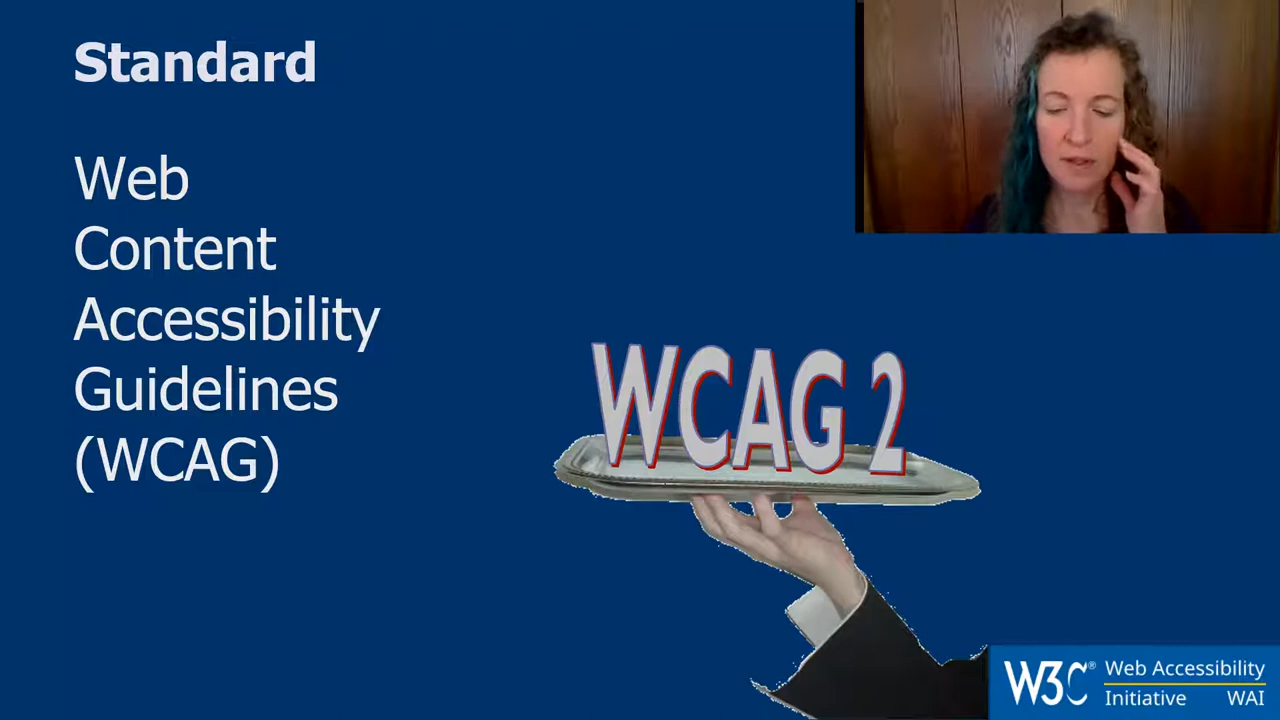 Standard
Web
Content
Accessibility
Guidelines
(WCAG)
WCAG 2
W3C® Web Accessibility
Initiative WAI